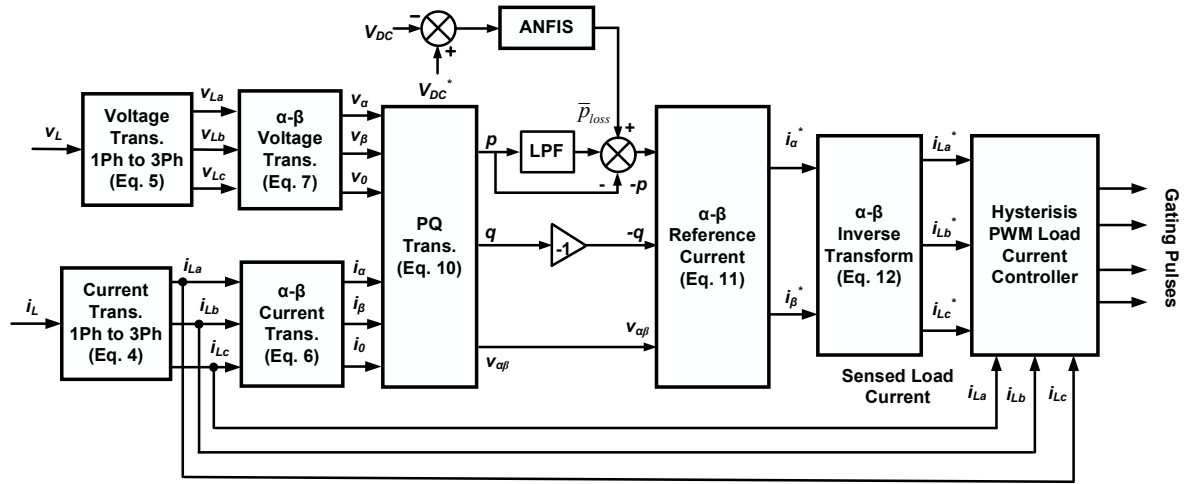 V_DC
−
+
V_DC*
ANFIS
p̅_loss
v_L
Voltage
Trans.
1Ph to 3Ph
(Eq. 5)
v_La
v_Lb
v_Lc
α-β
Voltage
Trans.
(Eq. 7)
v_α
v_β
v_0
i_L
Current
Trans.
1Ph to 3Ph
(Eq. 4)
i_La
i_Lb
i_Lc
α-β
Current
Trans.
(Eq. 6)
i_α
i_β
i_0
PQ
Trans.
(Eq. 10)
p
LPF
+
-
-p
q
-1
-q
v_αβ
v_αβ
α-β
Reference
Current
(Eq. 11)
i_α*
i_β*
α-β
Inverse
Transform
(Eq. 12)
i_La*
i_Lb*
i_Lc*
Hysterisis
PWM Load
Current
Controller
Gating Pulses
Sensed Load
Current
i_La
i_Lb
i_Lc